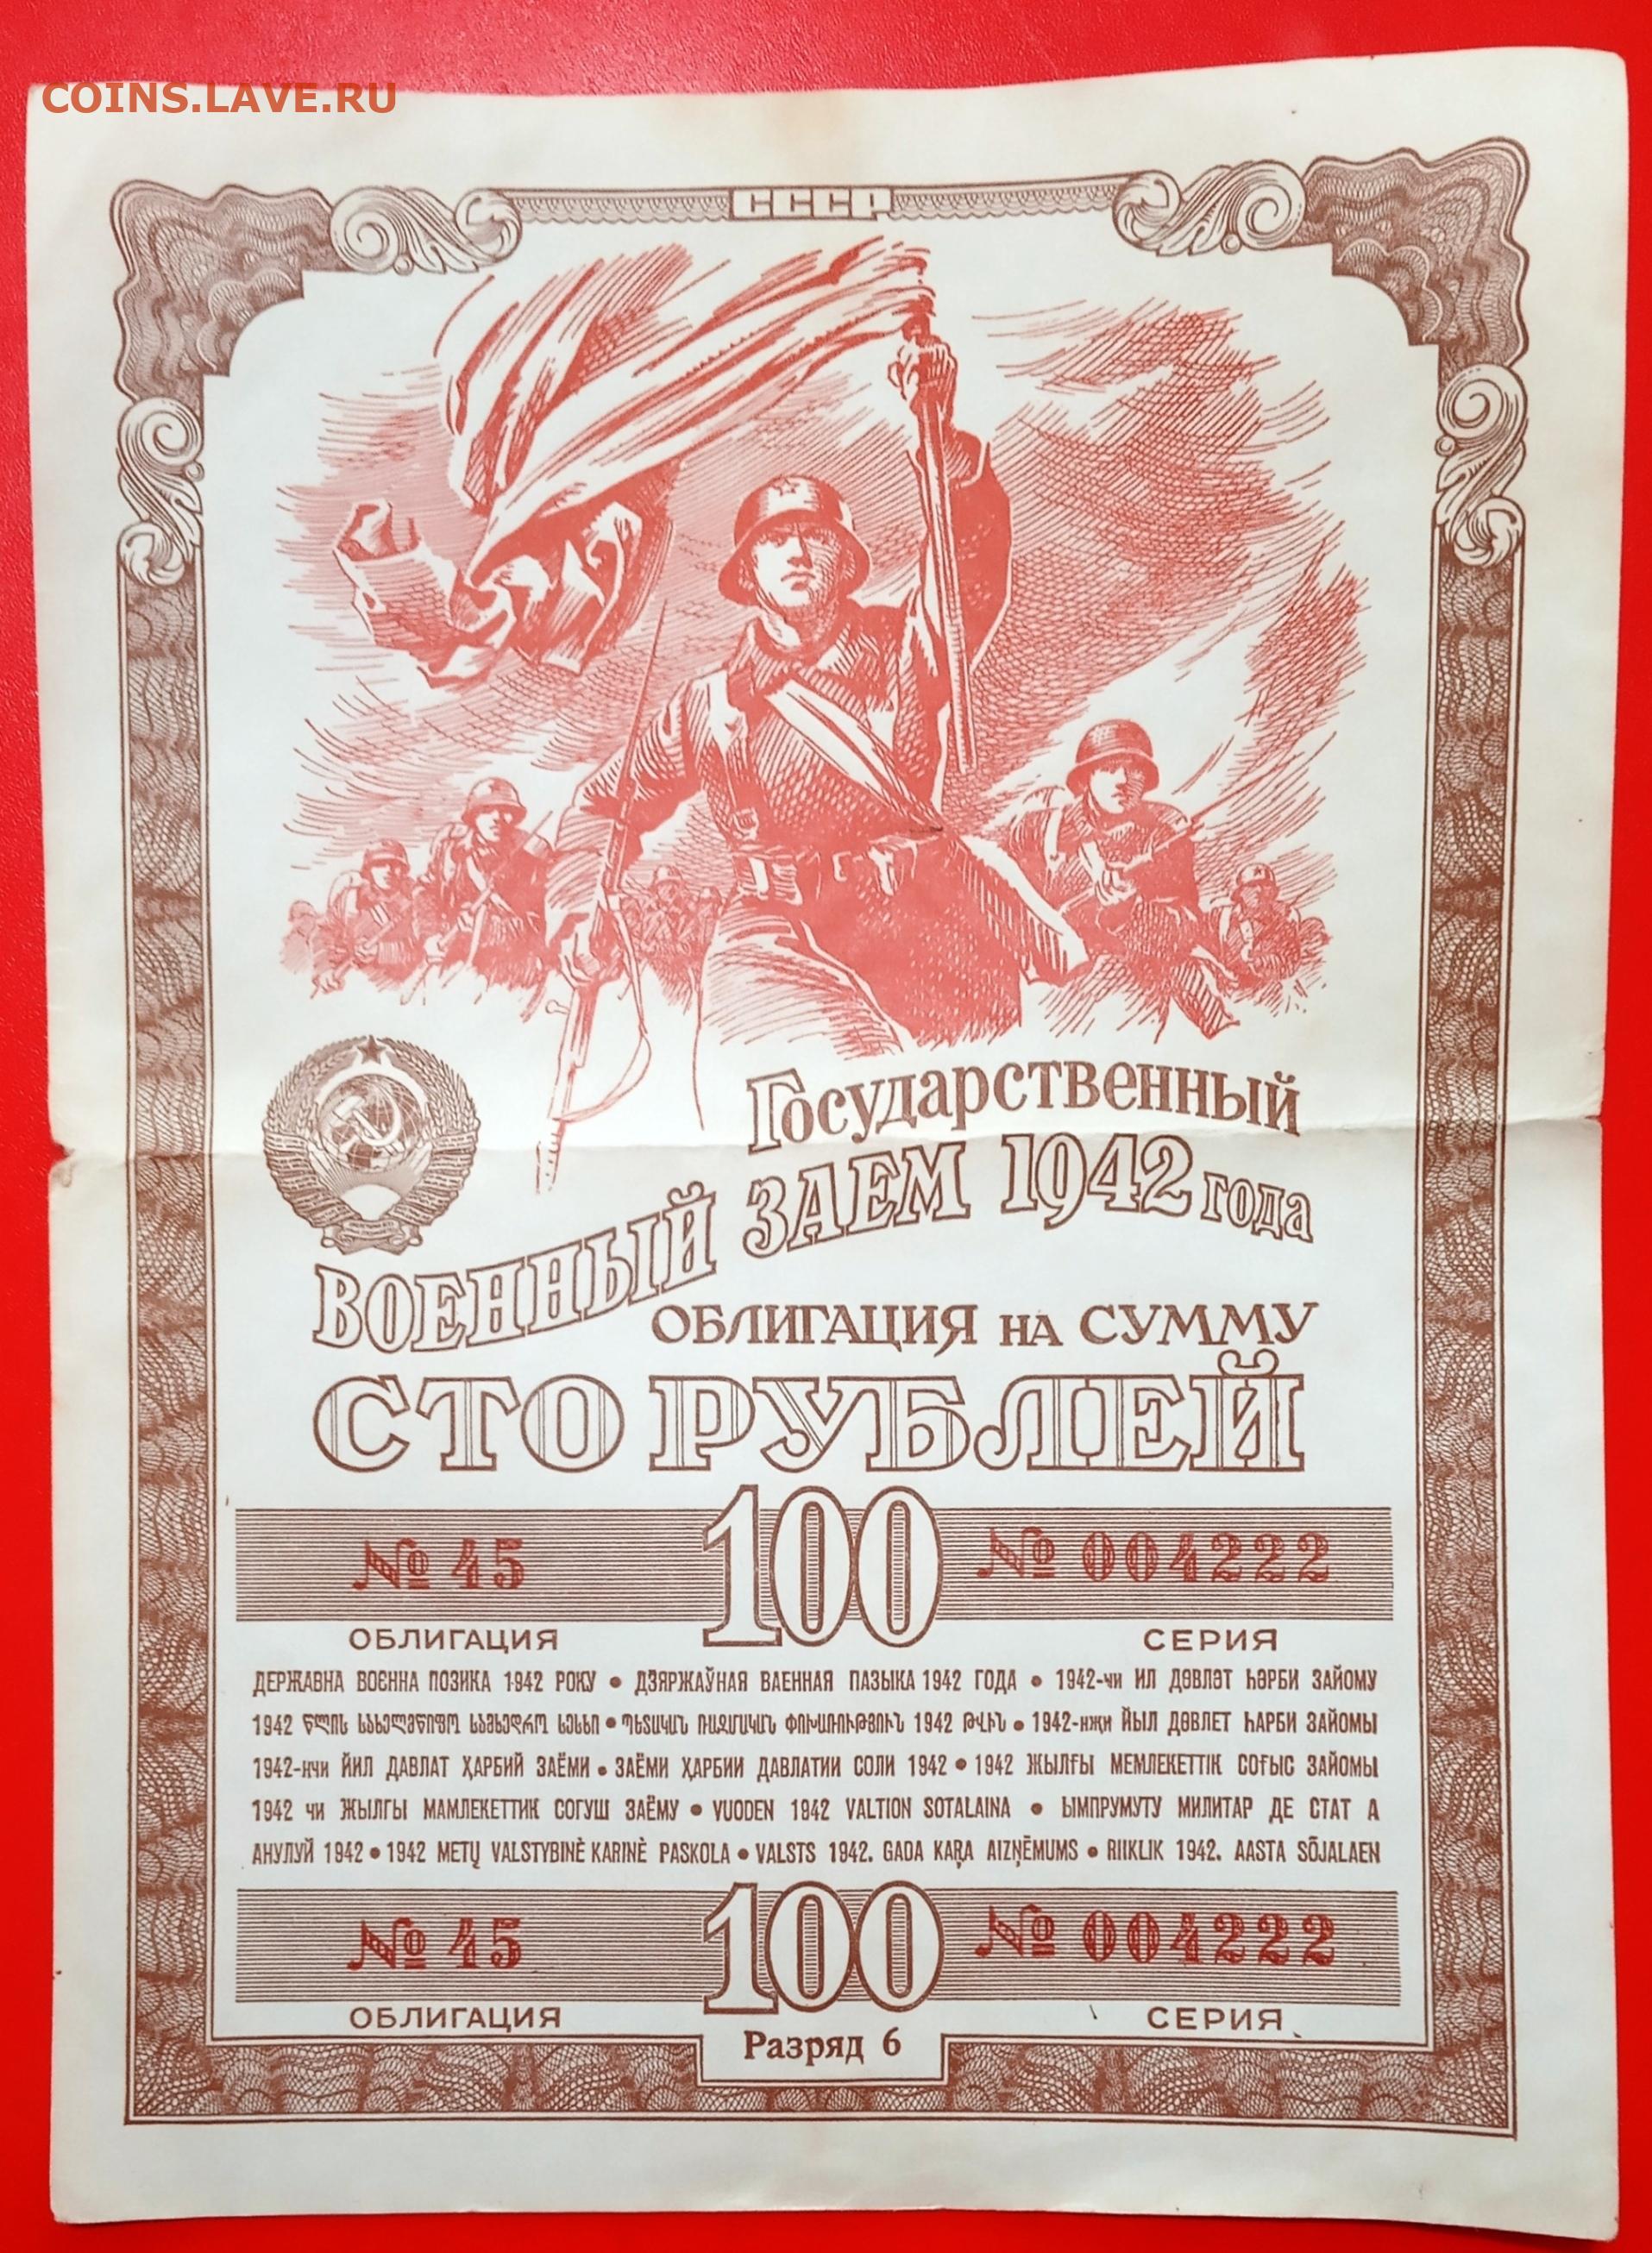 COINS.LAVE.RU
СССР
Государственный
ВОЕННЫЙ ЗАЕМ 1942 года
ОБЛИГАЦИЯ НА СУММУ
СТО РУБЛЕЙ
№ 45 100 № 004222
ОБЛИГАЦИЯ СЕРИЯ
ДЕРЖАВНА ВОЄННА ПОЗИКА 1942 РОКУ • ДЗЯРЖАЎНАЯ ВАЕННАЯ ПАЗЫКА 1942 ГОДА • 1942-чи ИЛ ДӨВЛӘТ ҺӘРБИ ЗАЙОМУ
1942 წლის სახელმწიფო სამხედრო სესხი • ՊԵՏԱԿԱՆ ՌԱԶՄԱԿԱՆ ՓՈԽԱՌՈՒԹՅՈՒՆ 1942 ԹՎԻՆ • 1942-нҗи ЙЫЛ ДӨВЛЕТ ҺАРБИ ЗАЙОМЫ
1942-нчи ЙИЛ ДАВЛАТ ҲАРБИЙ ЗАЁМИ • ЗАЁМИ ҲАРБИИ ДАВЛАТИИ СОЛИ 1942 • 1942 ЖЫЛҒЫ МЕМЛЕКЕТТІК СОҒЫС ЗАЙОМЫ
1942 чи ЖЫЛГЫ МАМЛЕКЕТТИК СОГУШ ЗАЁМУ • VUODEN 1942 VALTION SOTALAINA • ЫМПРУМУТУ МИЛИТАР ДЕ СТАТ А
АНУЛУЙ 1942 • 1942 METŲ VALSTYBINĖ KARINĖ PASKOLA • VALSTS 1942. GADA KAŖA AIZŅĒMUMS • RIIKLIK 1942. AASTA SÕJALAEN
№ 45 100 № 004222
ОБЛИГАЦИЯ СЕРИЯ
Разряд 6